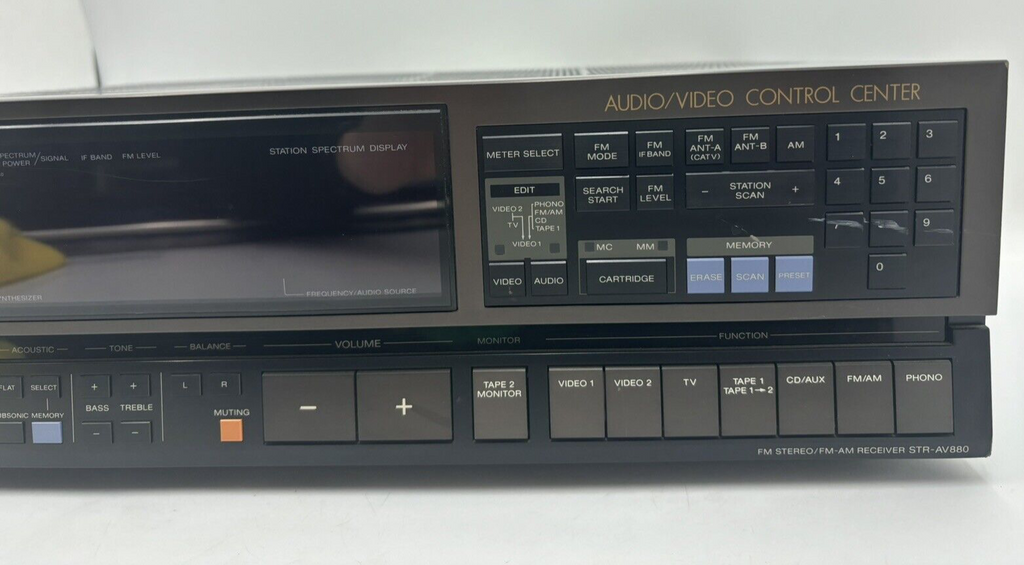 AUDIO/VIDEO CONTROL CENTER
POWER/SIGNAL IF BAND FM LEVEL
STATION SPECTRUM DISPLAY
FREQUENCY/AUDIO SOURCE
METER SELECT
FM MODE
FM IF BAND
FM ANT-A (CATV)
FM ANT-B
AM
1
2
3
EDIT
VIDEO 2
TV
PHONO
FM/AM
CD
TAPE 1
VIDEO 1
SEARCH START
FM LEVEL
– STATION SCAN +
4
5
6
9
MC MM
MEMORY
VIDEO
AUDIO
CARTRIDGE
ERASE
SCAN
PRESET
0
ACOUSTIC
TONE
BALANCE
VOLUME
MONITOR
FUNCTION
SELECT
MEMORY
+ +
BASS TREBLE
– –
L R
MUTING
– +
TAPE 2
MONITOR
VIDEO 1
VIDEO 2
TV
TAPE 1
TAPE 1→2
CD/AUX
FM/AM
PHONO
FM STEREO/FM-AM RECEIVER STR-AV880